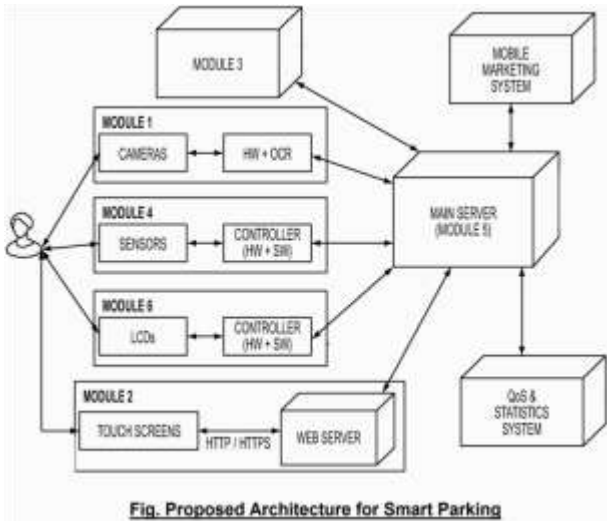 MODULE 3
MOBILE
MARKETING
SYSTEM
MODULE 1
CAMERAS
HW + OCR
MAIN SERVER
(MODULE 5)
MODULE 4
SENSORS
CONTROLLER
(HW + SW)
MODULE 6
LCDs
CONTROLLER
(HW + SW)
MODULE 2
TOUCH SCREENS
HTTP / HTTPS
WEB SERVER
QoS &
STATISTICS
SYSTEM
Fig. Proposed Architecture for Smart Parking